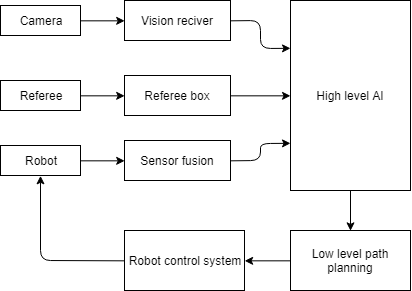 Camera
Vision reciver
Referee
Referee box
High level AI
Robot
Sensor fusion
Robot control system
Low level path
planning